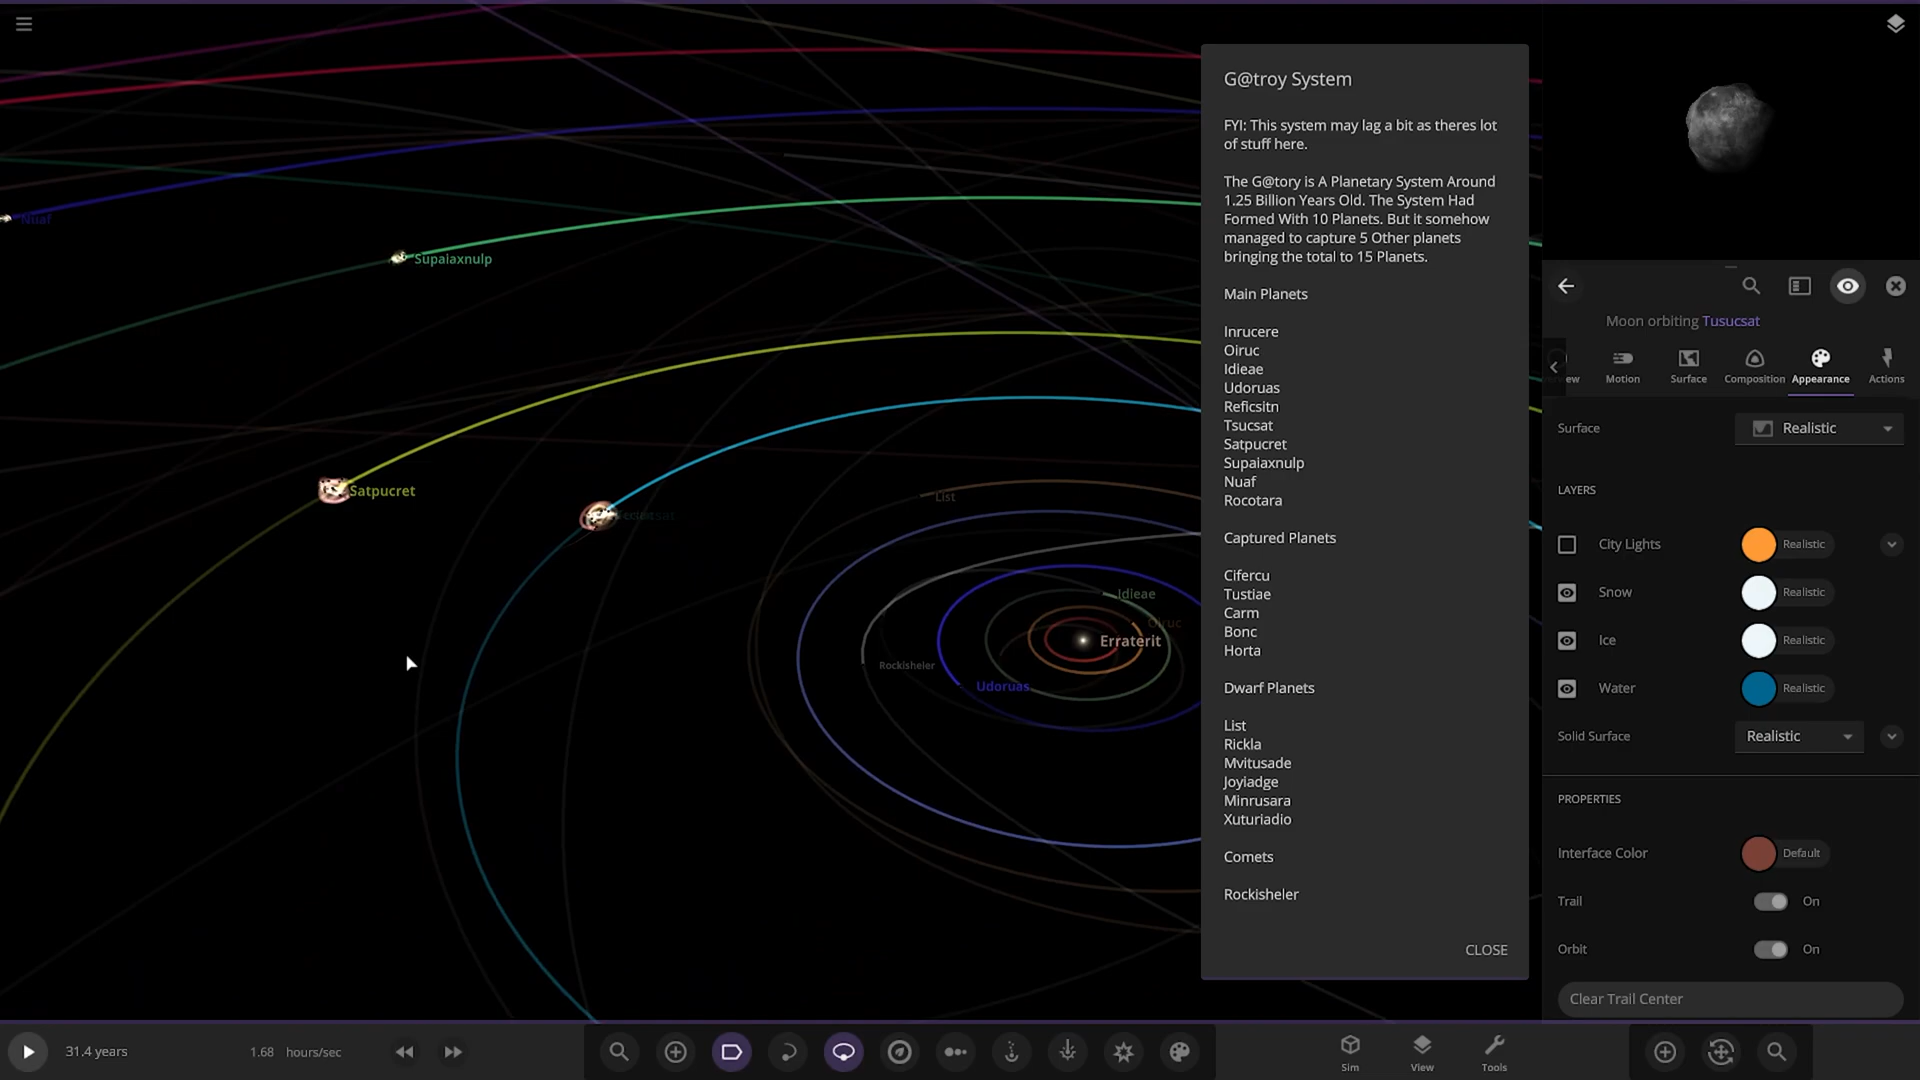 G@troy System
FYI: This system may lag a bit as theres lot
of stuff here.
The G@tory is A Planetary System Around
1.25 Billion Years Old. The System Had
Formed With 10 Planets. But it somehow
managed to capture 5 Other planets
bringing the total to 15 Planets.
Main Planets
Inrucere
Oiruc
Idieae
Udoruas
Reficsitn
Tsucsat
Satpucret
Supaiaxnulp
Nuaf
Rocotara
Captured Planets
Cifercu
Tustiae
Carm
Bonc
Horta
Dwarf Planets
List
Rickla
Mvitusade
Joyiadge
Minrusara
Xuturiadio
Comets
Rockisheler
CLOSE
Nuaf
Supaiaxnulp
Satpucret
List
Idieae
Oiruc
Erraterit
Rockisheler
Udoruas
Moon orbiting Tusucsat
Motion
Surface
Composition
Appearance
Actions
Surface
Realistic
LAYERS
City Lights
Realistic
Snow
Realistic
Ice
Realistic
Water
Realistic
Solid Surface
Realistic
PROPERTIES
Interface Color
Default
Trail
On
Orbit
On
Clear Trail Center
31.4 years
1.68 hours/sec
Sim
View
Tools